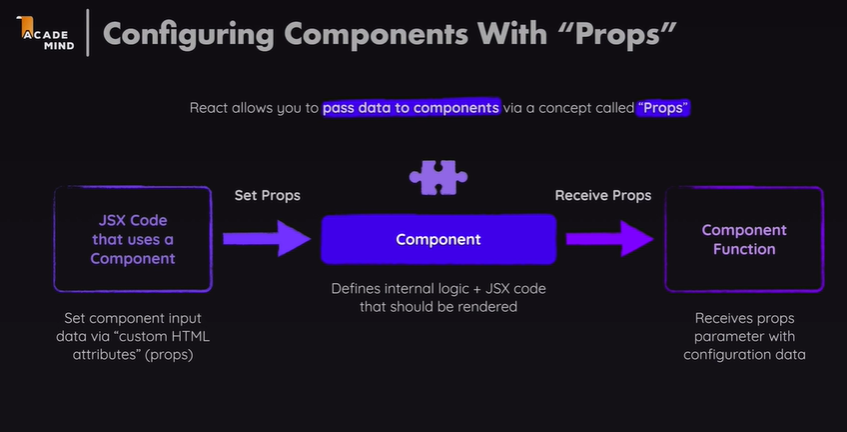 ACADE
MIND
Configuring Components With “Props”
React allows you to pass data to components via a concept called “Props”
Set Props
Receive Props
JSX Code
that uses a
Component
Component
Component
Function
Defines internal logic + JSX code
that should be rendered
Set component input
data via “custom HTML
attributes” (props)
Receives props
parameter with
configuration data